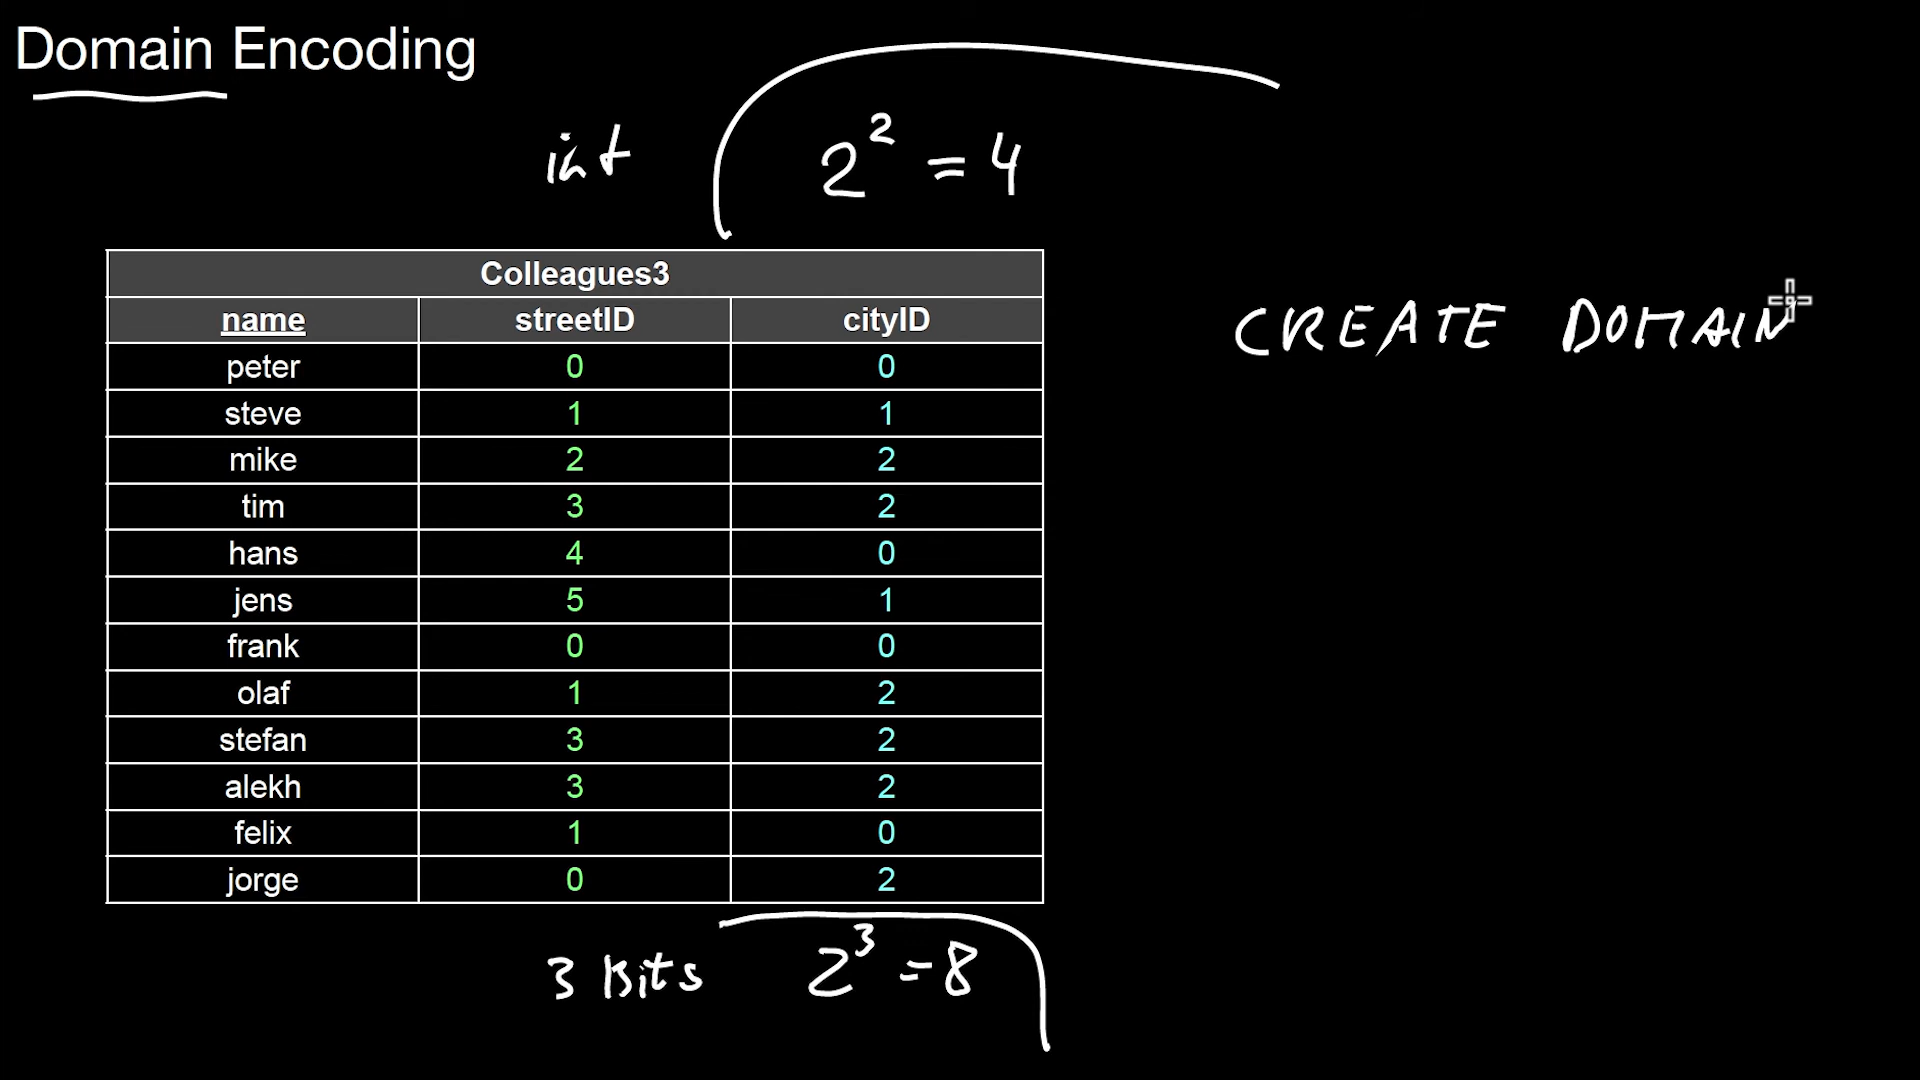 Domain Encoding
int 2² = 4
Colleagues3
name streetID cityID
peter 0 0
steve 1 1
mike 2 2
tim 3 2
hans 4 0
jens 5 1
frank 0 0
olaf 1 2
stefan 3 2
alekh 3 2
felix 1 0
jorge 0 2
CREATE DOMAIN
3 Bits 2³ = 8